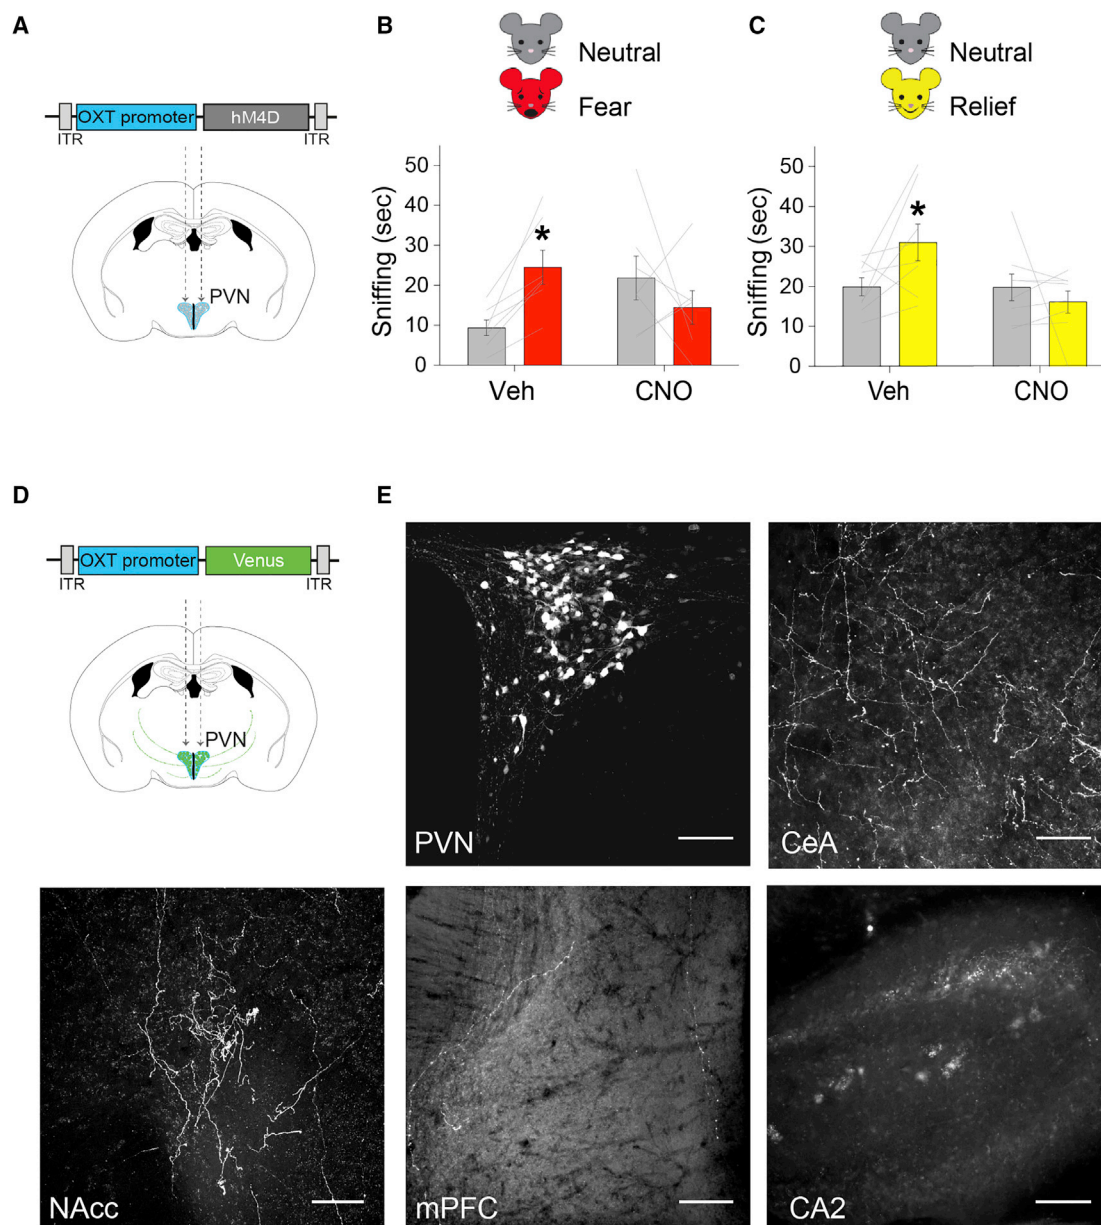 A
OXT promoter hM4D
ITR ITR
PVN
B
Neutral
Fear
Sniffing (sec)
50
40
30
20
10
0
*
Veh CNO
C
Neutral
Relief
Sniffing (sec)
50
40
30
20
10
0
*
Veh CNO
D
OXT promoter Venus
ITR ITR
PVN
E
PVN
CeA
NAcc
mPFC
CA2